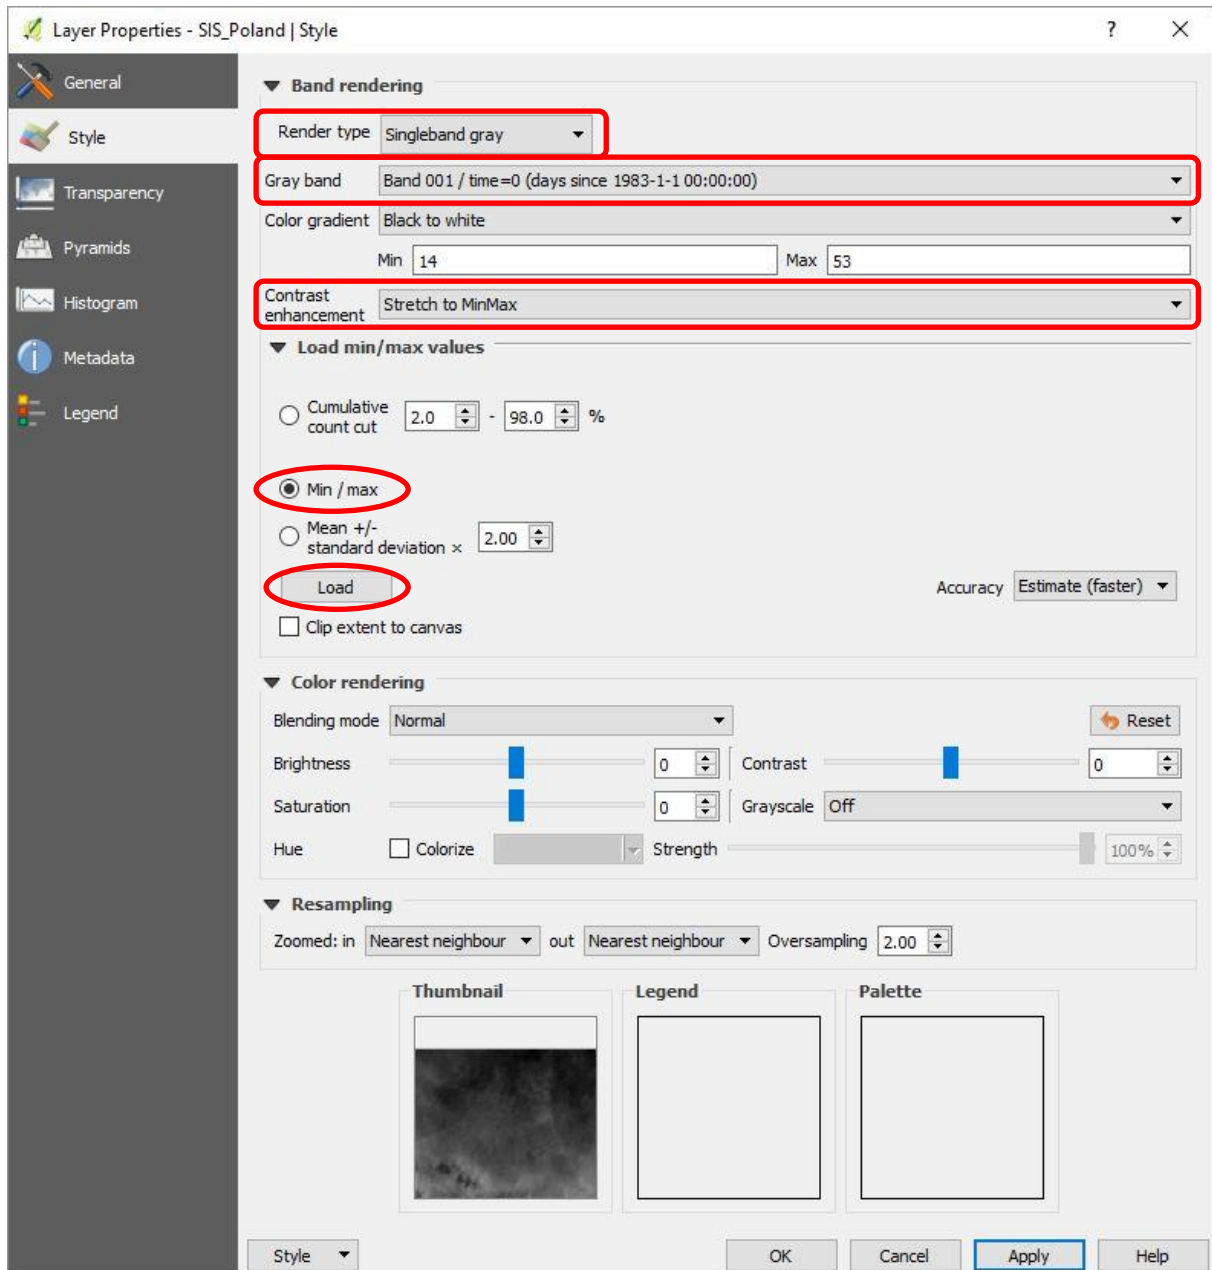 Layer Properties - SIS_Poland | Style
?
General
Style
Transparency
Pyramids
Histogram
Metadata
Legend
Band rendering
Render type Singleband gray
Gray band Band 001 / time=0 (days since 1983-1-1 00:00:00)
Color gradient Black to white
Min 14 Max 53
Contrast
enhancement Stretch to MinMax
Load min/max values
Cumulative
count cut 2.0 - 98.0 %
Min / max
Mean +/-
standard deviation × 2.00
Load Accuracy Estimate (faster)
Clip extent to canvas
Color rendering
Blending mode Normal Reset
Brightness 0 Contrast 0
Saturation 0 Grayscale Off
Hue Colorize Strength 100%
Resampling
Zoomed: in Nearest neighbour out Nearest neighbour Oversampling 2.00
Thumbnail Legend Palette
Style OK Cancel Apply Help